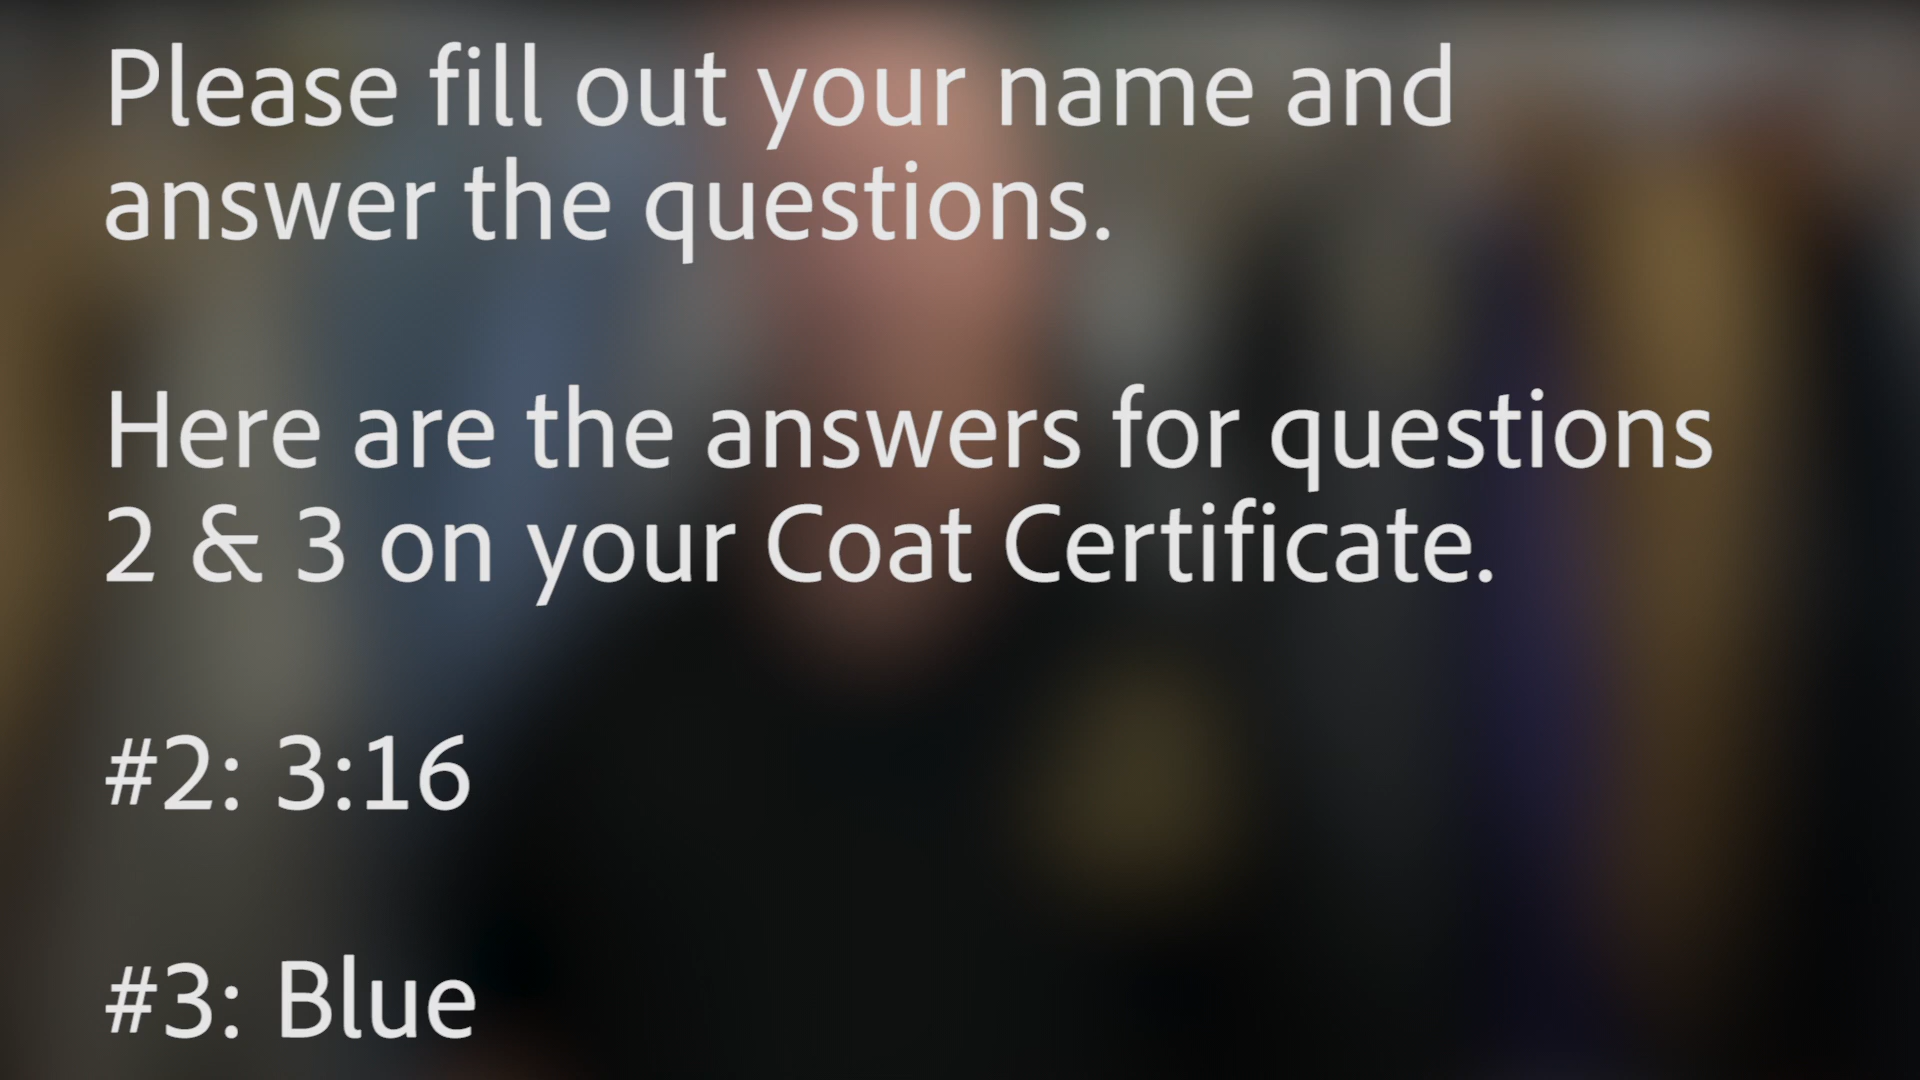 Please fill out your name and
answer the questions.
Here are the answers for questions
2 & 3 on your Coat Certificate.
#2: 3:16
#3: Blue